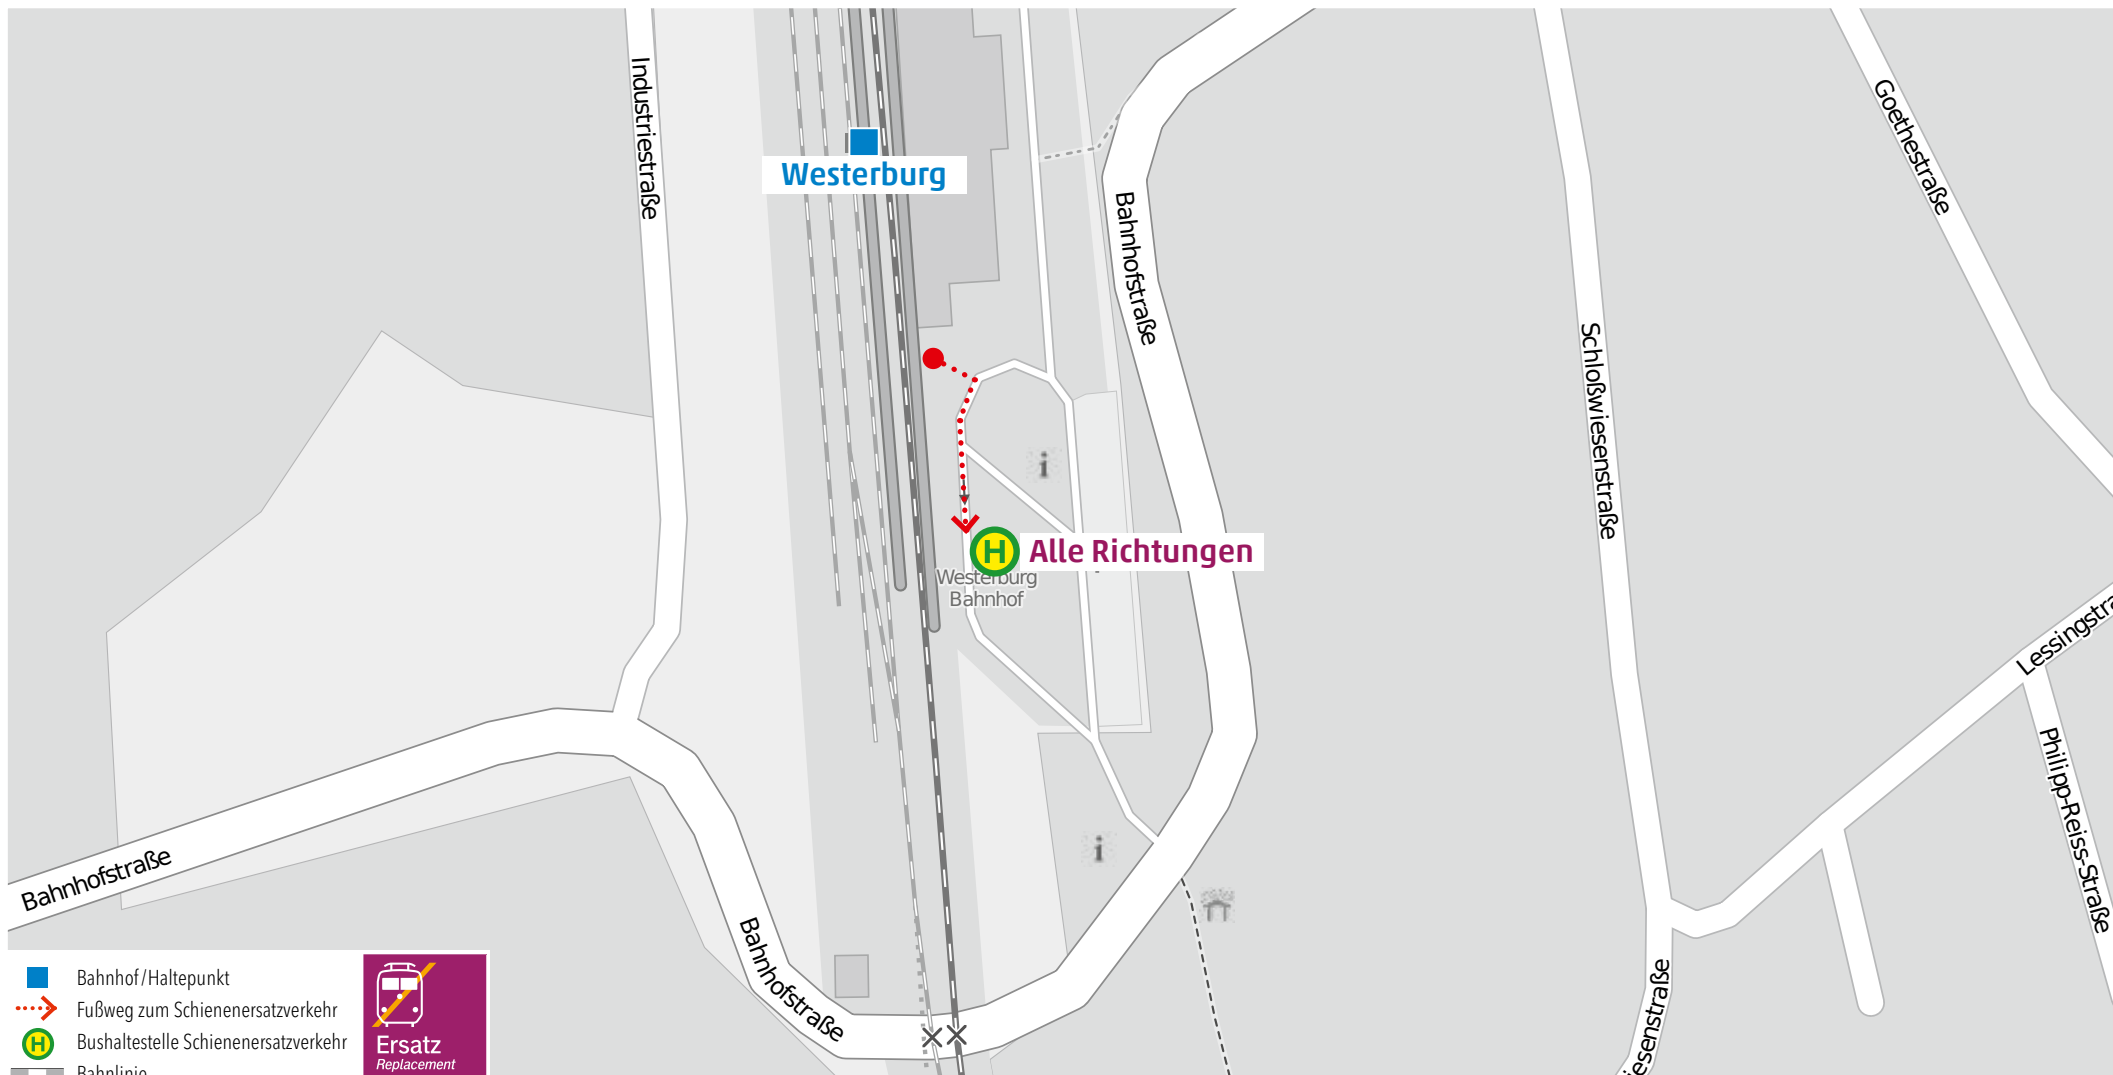 Industriestraße
Westerburg
Bahnhofstraße
Goethestraße
Schloßwiesenstraße
H Alle Richtungen
Westerburg
Bahnhof
Lessingstra
Philipp-Reiss-Straße
Bahnhofstraße
Bahnhofstraße
iesenstraße
Bahnhof/Haltepunkt
Fußweg zum Schienenersatzverkehr
H Bushaltestelle Schienenersatzverkehr
Bahnlinie
Ersatz
Replacement